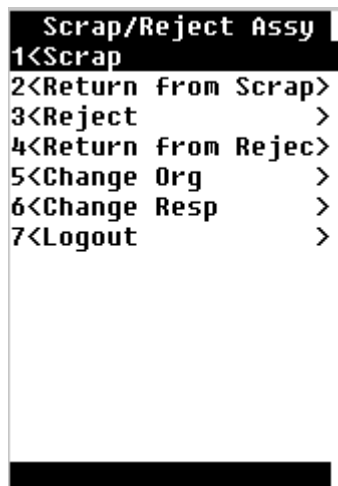 Scrap/Reject Assy
1<Scrap
2<Return from Scrap>
3<Reject >
4<Return from Rejec>
5<Change Org >
6<Change Resp >
7<Logout >